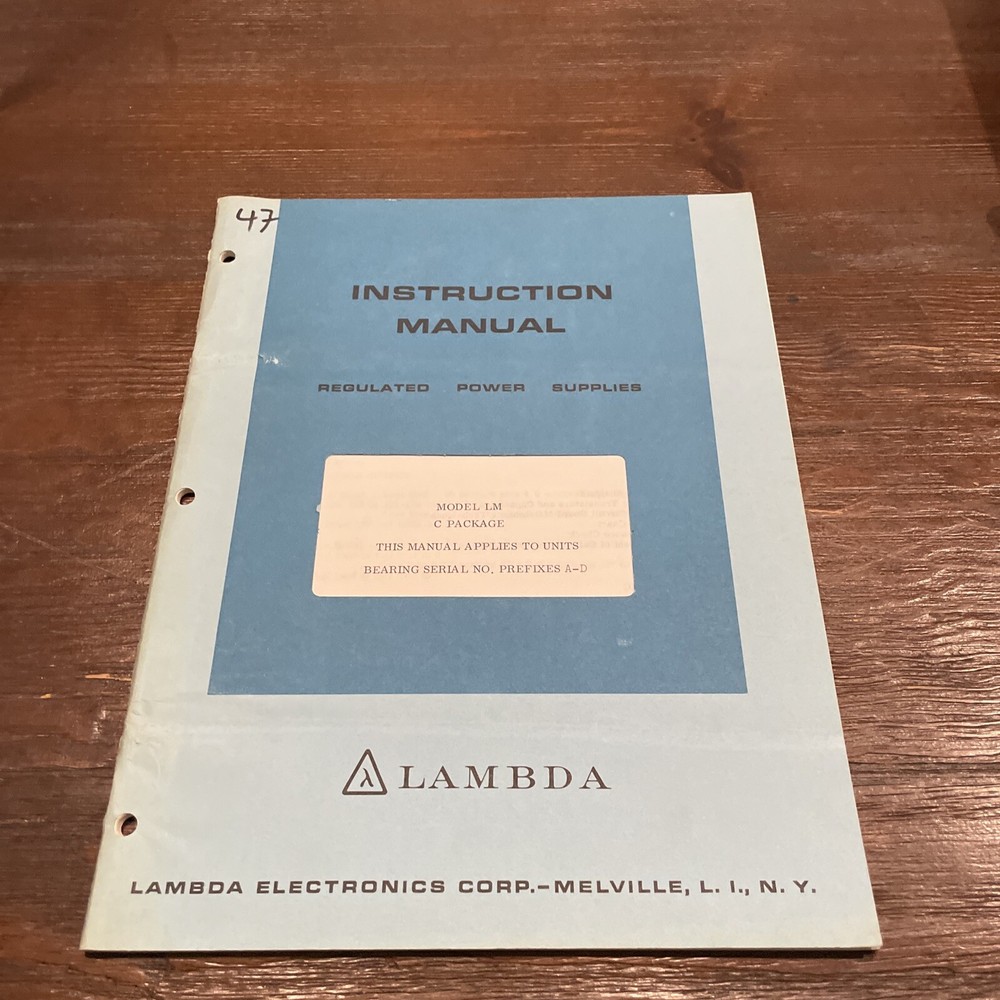 47
INSTRUCTION
MANUAL
REGULATED POWER SUPPLIES
MODEL LM
C PACKAGE
THIS MANUAL APPLIES TO UNITS
BEARING SERIAL NO. PREFIXES A-D
λ LAMBDA
LAMBDA ELECTRONICS CORP.-MELVILLE, L. I., N. Y.